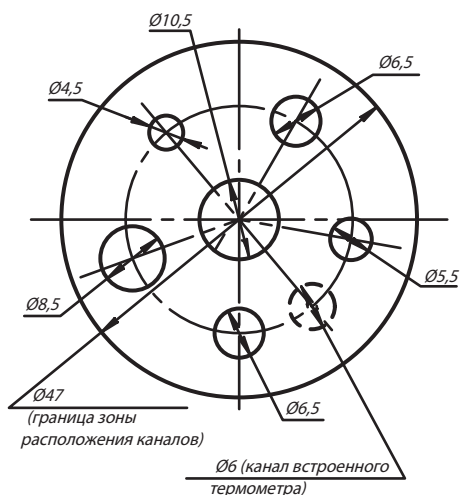 Ø10,5
Ø4,5
Ø6,5
Ø8,5
Ø5,5
Ø47
(граница зоны
расположения каналов)
Ø6,5
Ø6 (канал встроенного
термометра)